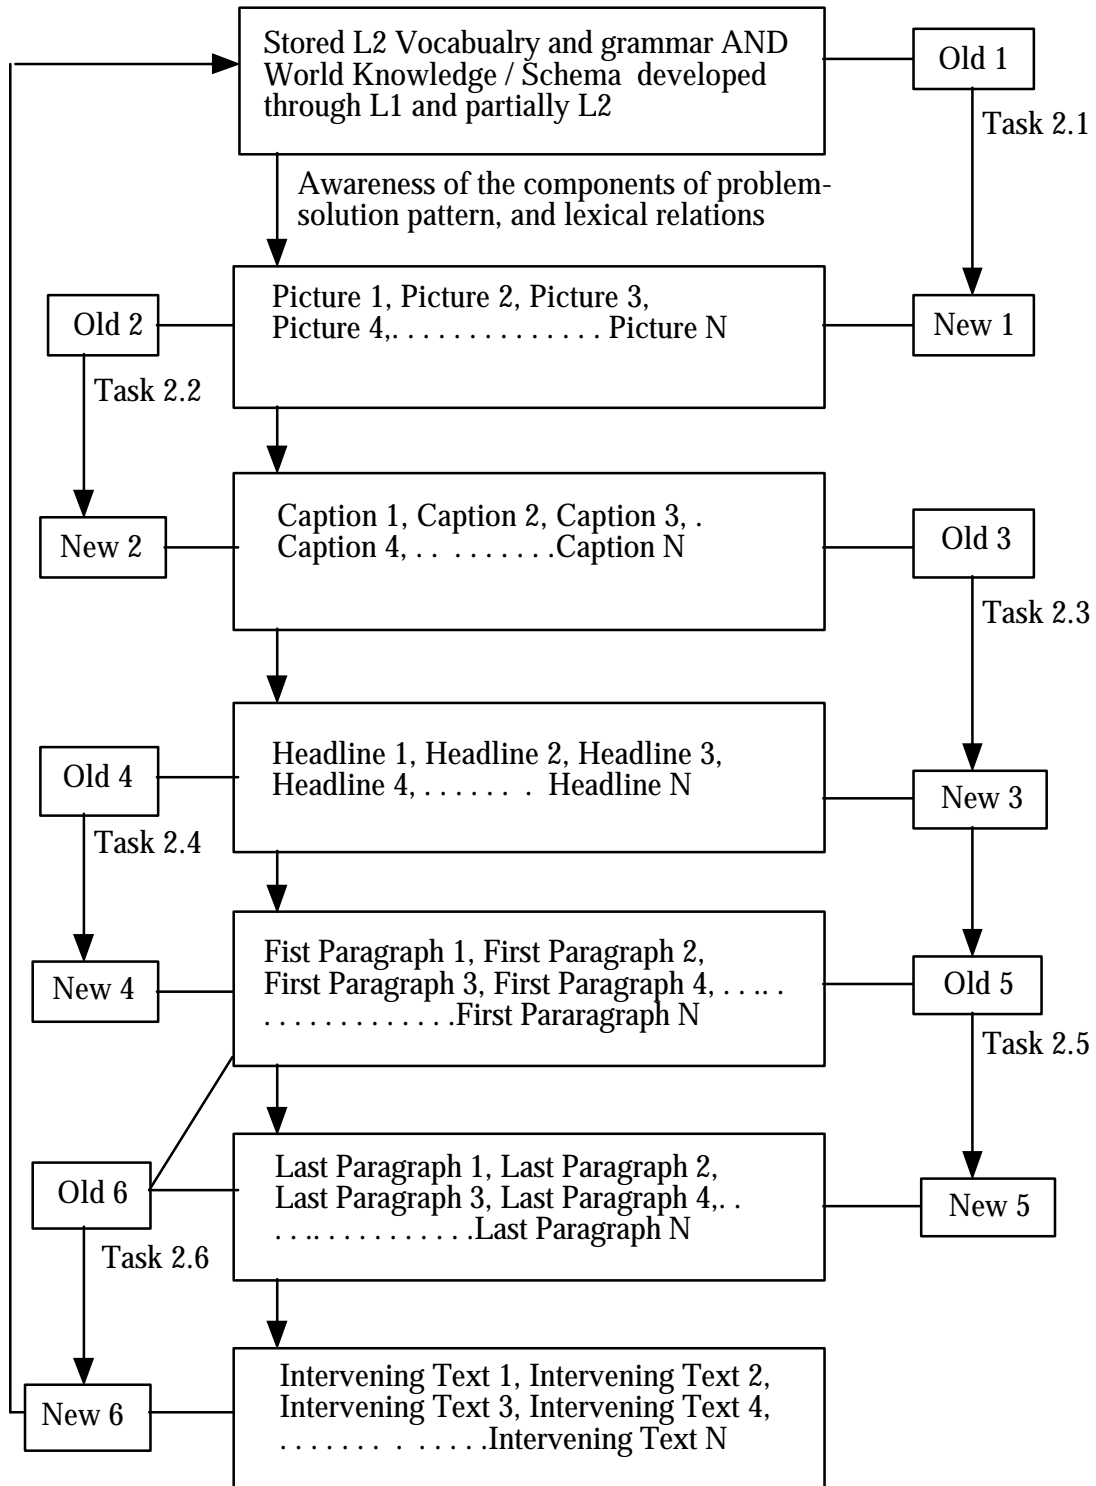 Stored L2 Vocabualry and grammar AND
World Knowledge / Schema developed
through L1 and partially L2
Old 1
Task 2.1
Awareness of the components of problem-
solution pattern, and lexical relations
Picture 1, Picture 2, Picture 3,
Picture 4,. . . . . . . . . . . . . . Picture N
Old 2
New 1
Task 2.2
Caption 1, Caption 2, Caption 3, .
Caption 4,. . . . . . . . . .Caption N
New 2
Old 3
Task 2.3
Headline 1, Headline 2, Headline 3,
Headline 4, . . . . . . . Headline N
Old 4
New 3
Task 2.4
Fist Paragraph 1, First Paragraph 2,
First Paragraph 3, First Paragraph 4, . . ... .
. . . . . . . . . . . . . .First Pararagraph N
New 4
Old 5
Task 2.5
Last Paragraph 1, Last Paragraph 2,
Last Paragraph 3, Last Paragraph 4,. .
. . ... . . . . . . . . . . .Last Paragraph N
Old 6
New 5
Task 2.6
Intervening Text 1, Intervening Text 2,
Intervening Text 3, Intervening Text 4,
. . . . . . . . . . . . . .Intervening Text N
New 6